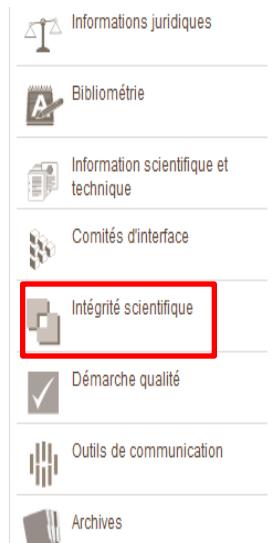 Informations juridiques
Bibliométrie
Information scientifique et
technique
Comités d'interface
Intégrité scientifique
Démarche qualité
Outils de communication
Archives